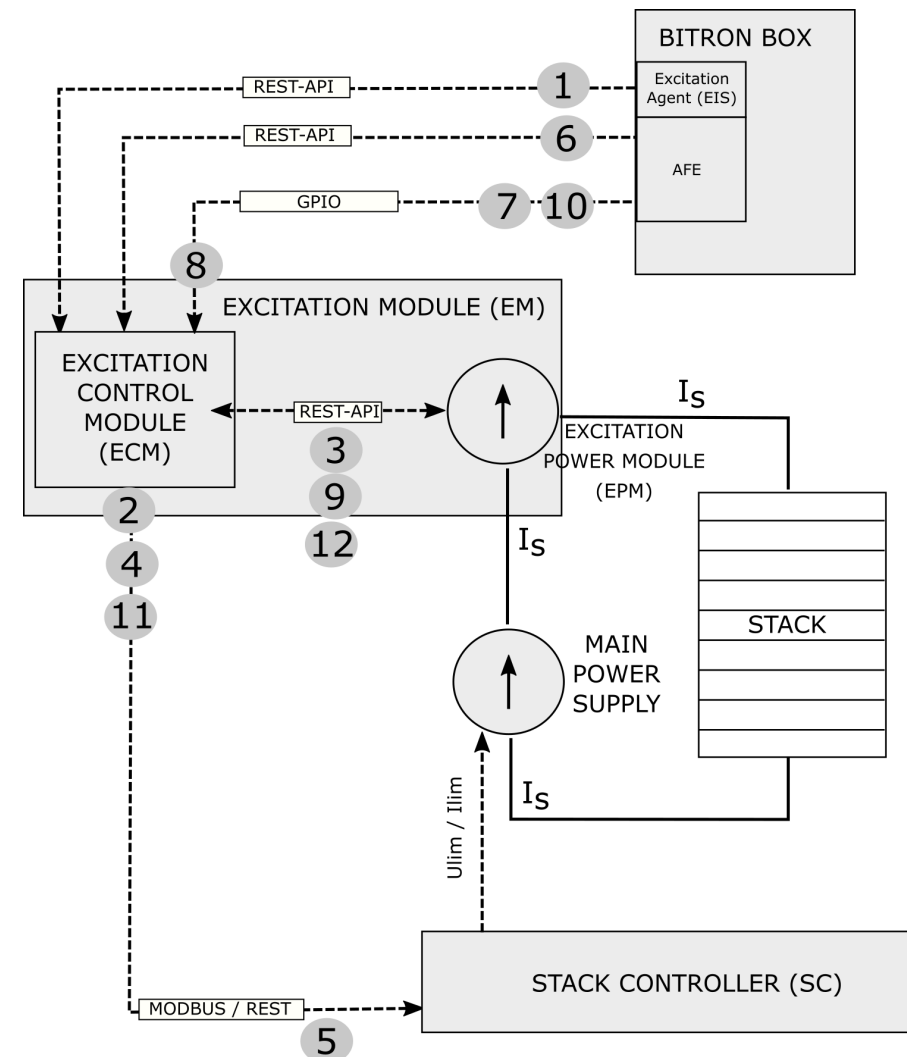 BITRON BOX
Excitation
Agent (EIS)
REST-API
1
REST-API
6
AFE
GPIO
7
10
8
EXCITATION MODULE (EM)
EXCITATION
CONTROL
MODULE
(ECM)
REST-API
3
9
12
IS
EXCITATION
POWER MODULE
(EPM)
2
4
11
IS
STACK
MAIN
POWER
SUPPLY
IS
Ulim / Ilim
STACK CONTROLLER (SC)
MODBUS / REST
5